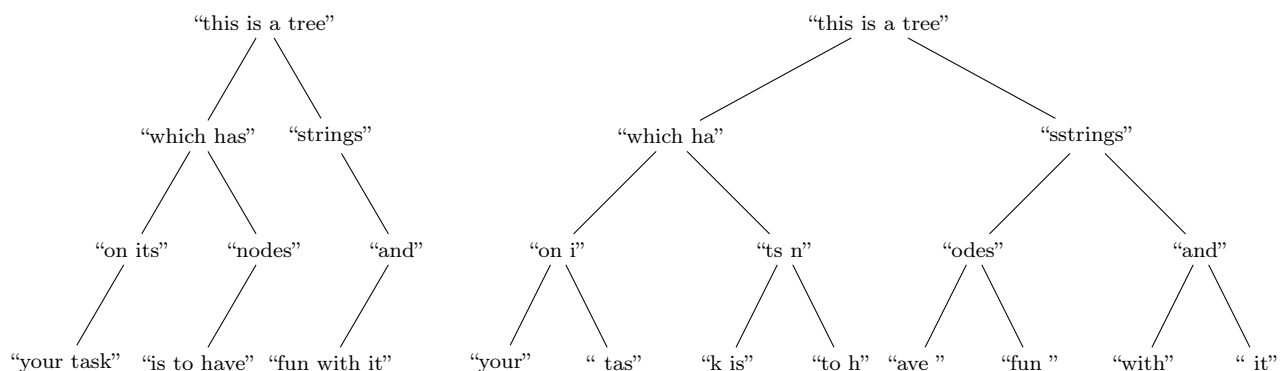 “this is a tree” “this is a tree”
“which has” “strings” “which ha” “sstrings”
“on its” “nodes” “and” “on i” “ts n” “odes” “and”
“your task” “is to have” “fun with it” “your” “ tas” “k is” “to h” “ave ” “fun ” “with” “ it”